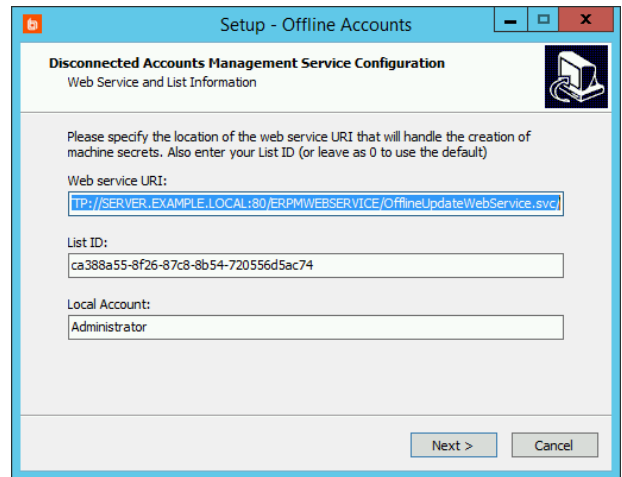 Setup - Offline Accounts
Disconnected Accounts Management Service Configuration
Web Service and List Information
Please specify the location of the web service URI that will handle the creation of
machine secrets. Also enter your List ID (or leave as 0 to use the default)
Web service URI:
TP://SERVER.EXAMPLE.LOCAL:80/ERPMWEBSERVICE/OfflineUpdateWebService.svc/
List ID:
ca388a55-8f26-87c8-8b54-720556d5ac74
Local Account:
Administrator
Next >
Cancel